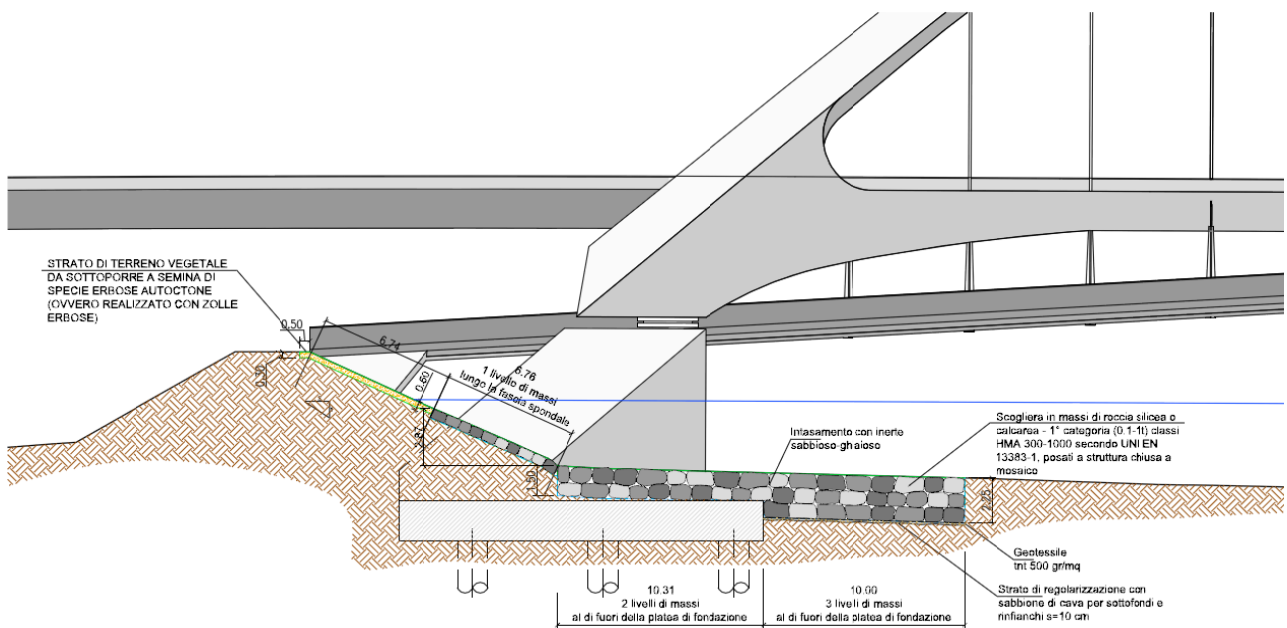 STRATO DI TERRENO VEGETALE
DA SOTTOPORRE A SEMINA DI
SPECIE ERBOSE AUTOCTONE
(OVVERO REALIZZATO CON ZOLLE
ERBOSE)
0,50
6.74
0,30
0,60
6.76
1 livello di massi
lungo la fascia spondale
Intasamento con inerte
sabbioso-ghiaioso
Scogliera in massi di roccia silicea o
calcarea - 1° categoria (0.1-1t) classi
HMA 300-1000 secondo UNI EN
13383-1, posati a struttura chiusa a
mosaico
1,50
2,25
Geotessile
tnt 500 gr/mq
Strato di regolarizzazione con
sabbione di cava per sottofondi e
rinfianchi s=10 cm
10.31
2 livelli di massi
al di fuori della platea di fondazione
10.00
3 livelli di massi
al di fuori della platea di fondazione